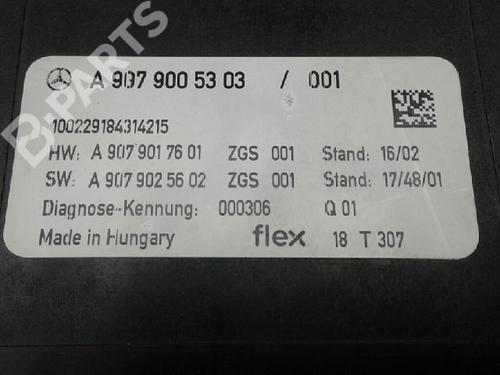 A 907 900 53 03 / 001
100229184314215
HW: A 907 901 76 01 ZGS 001 Stand: 16/02
SW: A 907 902 56 02 ZGS 001 Stand: 17/48/01
Diagnose-Kennung: 000306 Q 01
Made in Hungary flex 18 T 307
B-PARTS